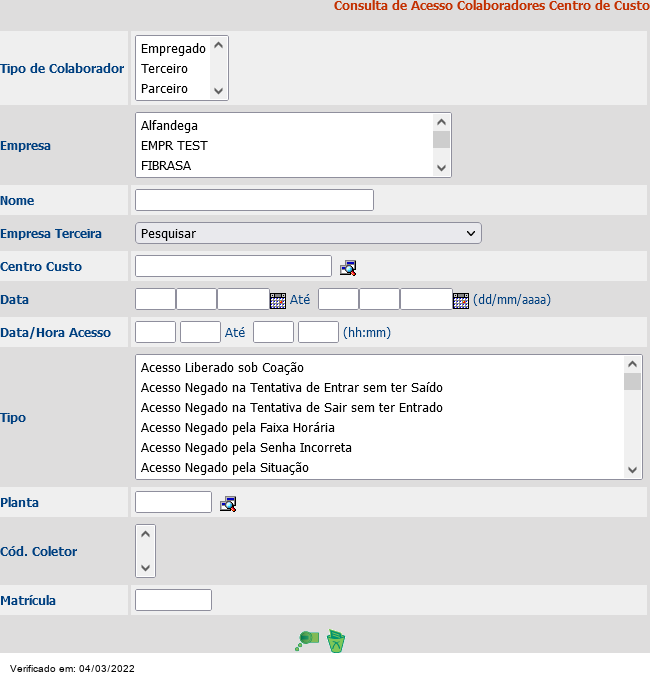 Consulta de Acesso Colaboradores Centro de Custo
Tipo de Colaborador
Empregado
Terceiro
Parceiro
Empresa
Alfandega
EMPR TEST
FIBRASA
Nome
Empresa Terceira Pesquisar
Centro Custo
Data Até (dd/mm/aaaa)
Data/Hora Acesso Até (hh:mm)
Tipo
Acesso Liberado sob Coação
Acesso Negado na Tentativa de Entrar sem ter Saído
Acesso Negado na Tentativa de Sair sem ter Entrado
Acesso Negado pela Faixa Horária
Acesso Negado pela Senha Incorreta
Acesso Negado pela Situação
Planta
Cód. Coletor
Matrícula
Verificado em: 04/03/2022